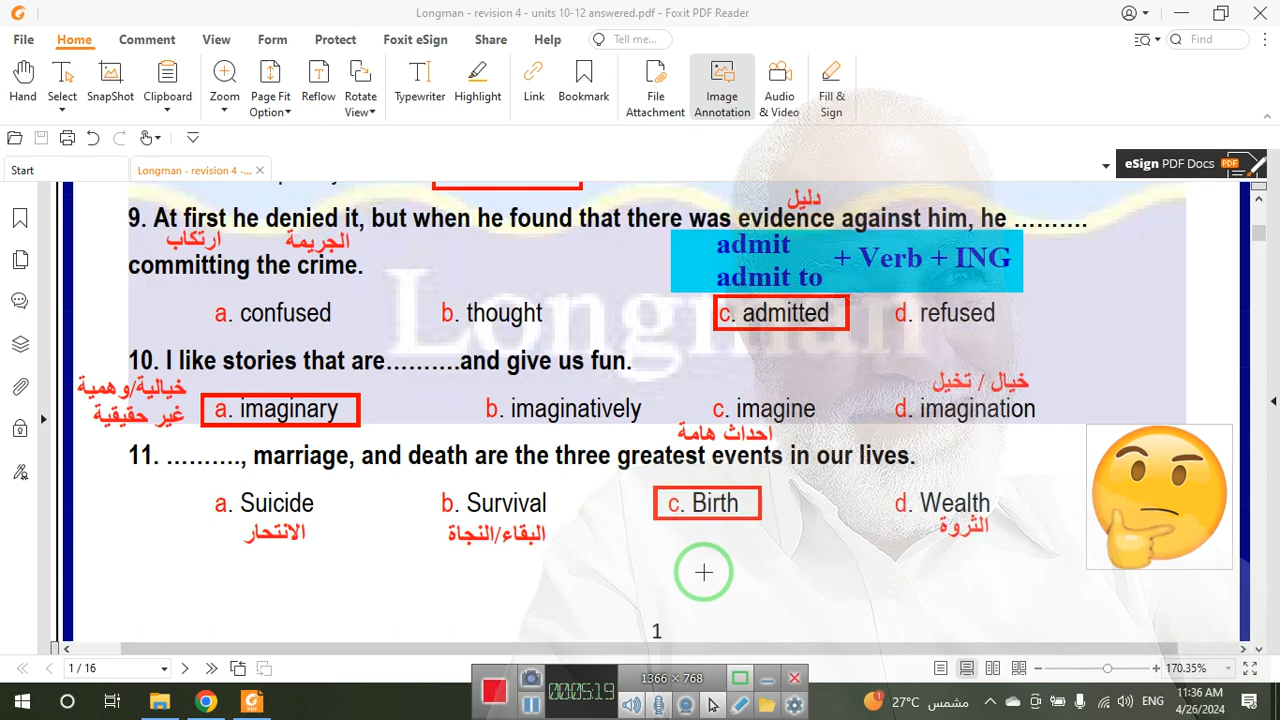 Longman - revision 4 - units 10-12 answered.pdf - Foxit PDF Reader
File Home Comment View Form Protect Foxit eSign Share Help Tell me... Find
Hand Select SnapShot Clipboard Zoom Page Fit Option Reflow Rotate View Typewriter Highlight Link Bookmark File Attachment Image Annotation Audio & Video Fill & Sign
Start Longman - revision 4 -... eSign PDF Docs PDF
دليل
9. At first he denied it, but when he found that there was evidence against him, he ……….
ارتكاب الجريمة
admit
admit to + Verb + ING
committing the crime.
a. confused b. thought c. admitted d. refused
Longman
10. I like stories that are……….and give us fun.
خيالية/وهمية
غير حقيقية
خيال / تخيل
a. imaginary b. imaginatively c. imagine d. imagination
احداث هامة
11. ………., marriage, and death are the three greatest events in our lives.
a. Suicide b. Survival c. Birth d. Wealth
الانتحار البقاء/النجاة الثروة
1
1 / 16 170.35%
1366 × 768
00:05:19
27°C مشمس ENG 11:36 AM
4/26/2024